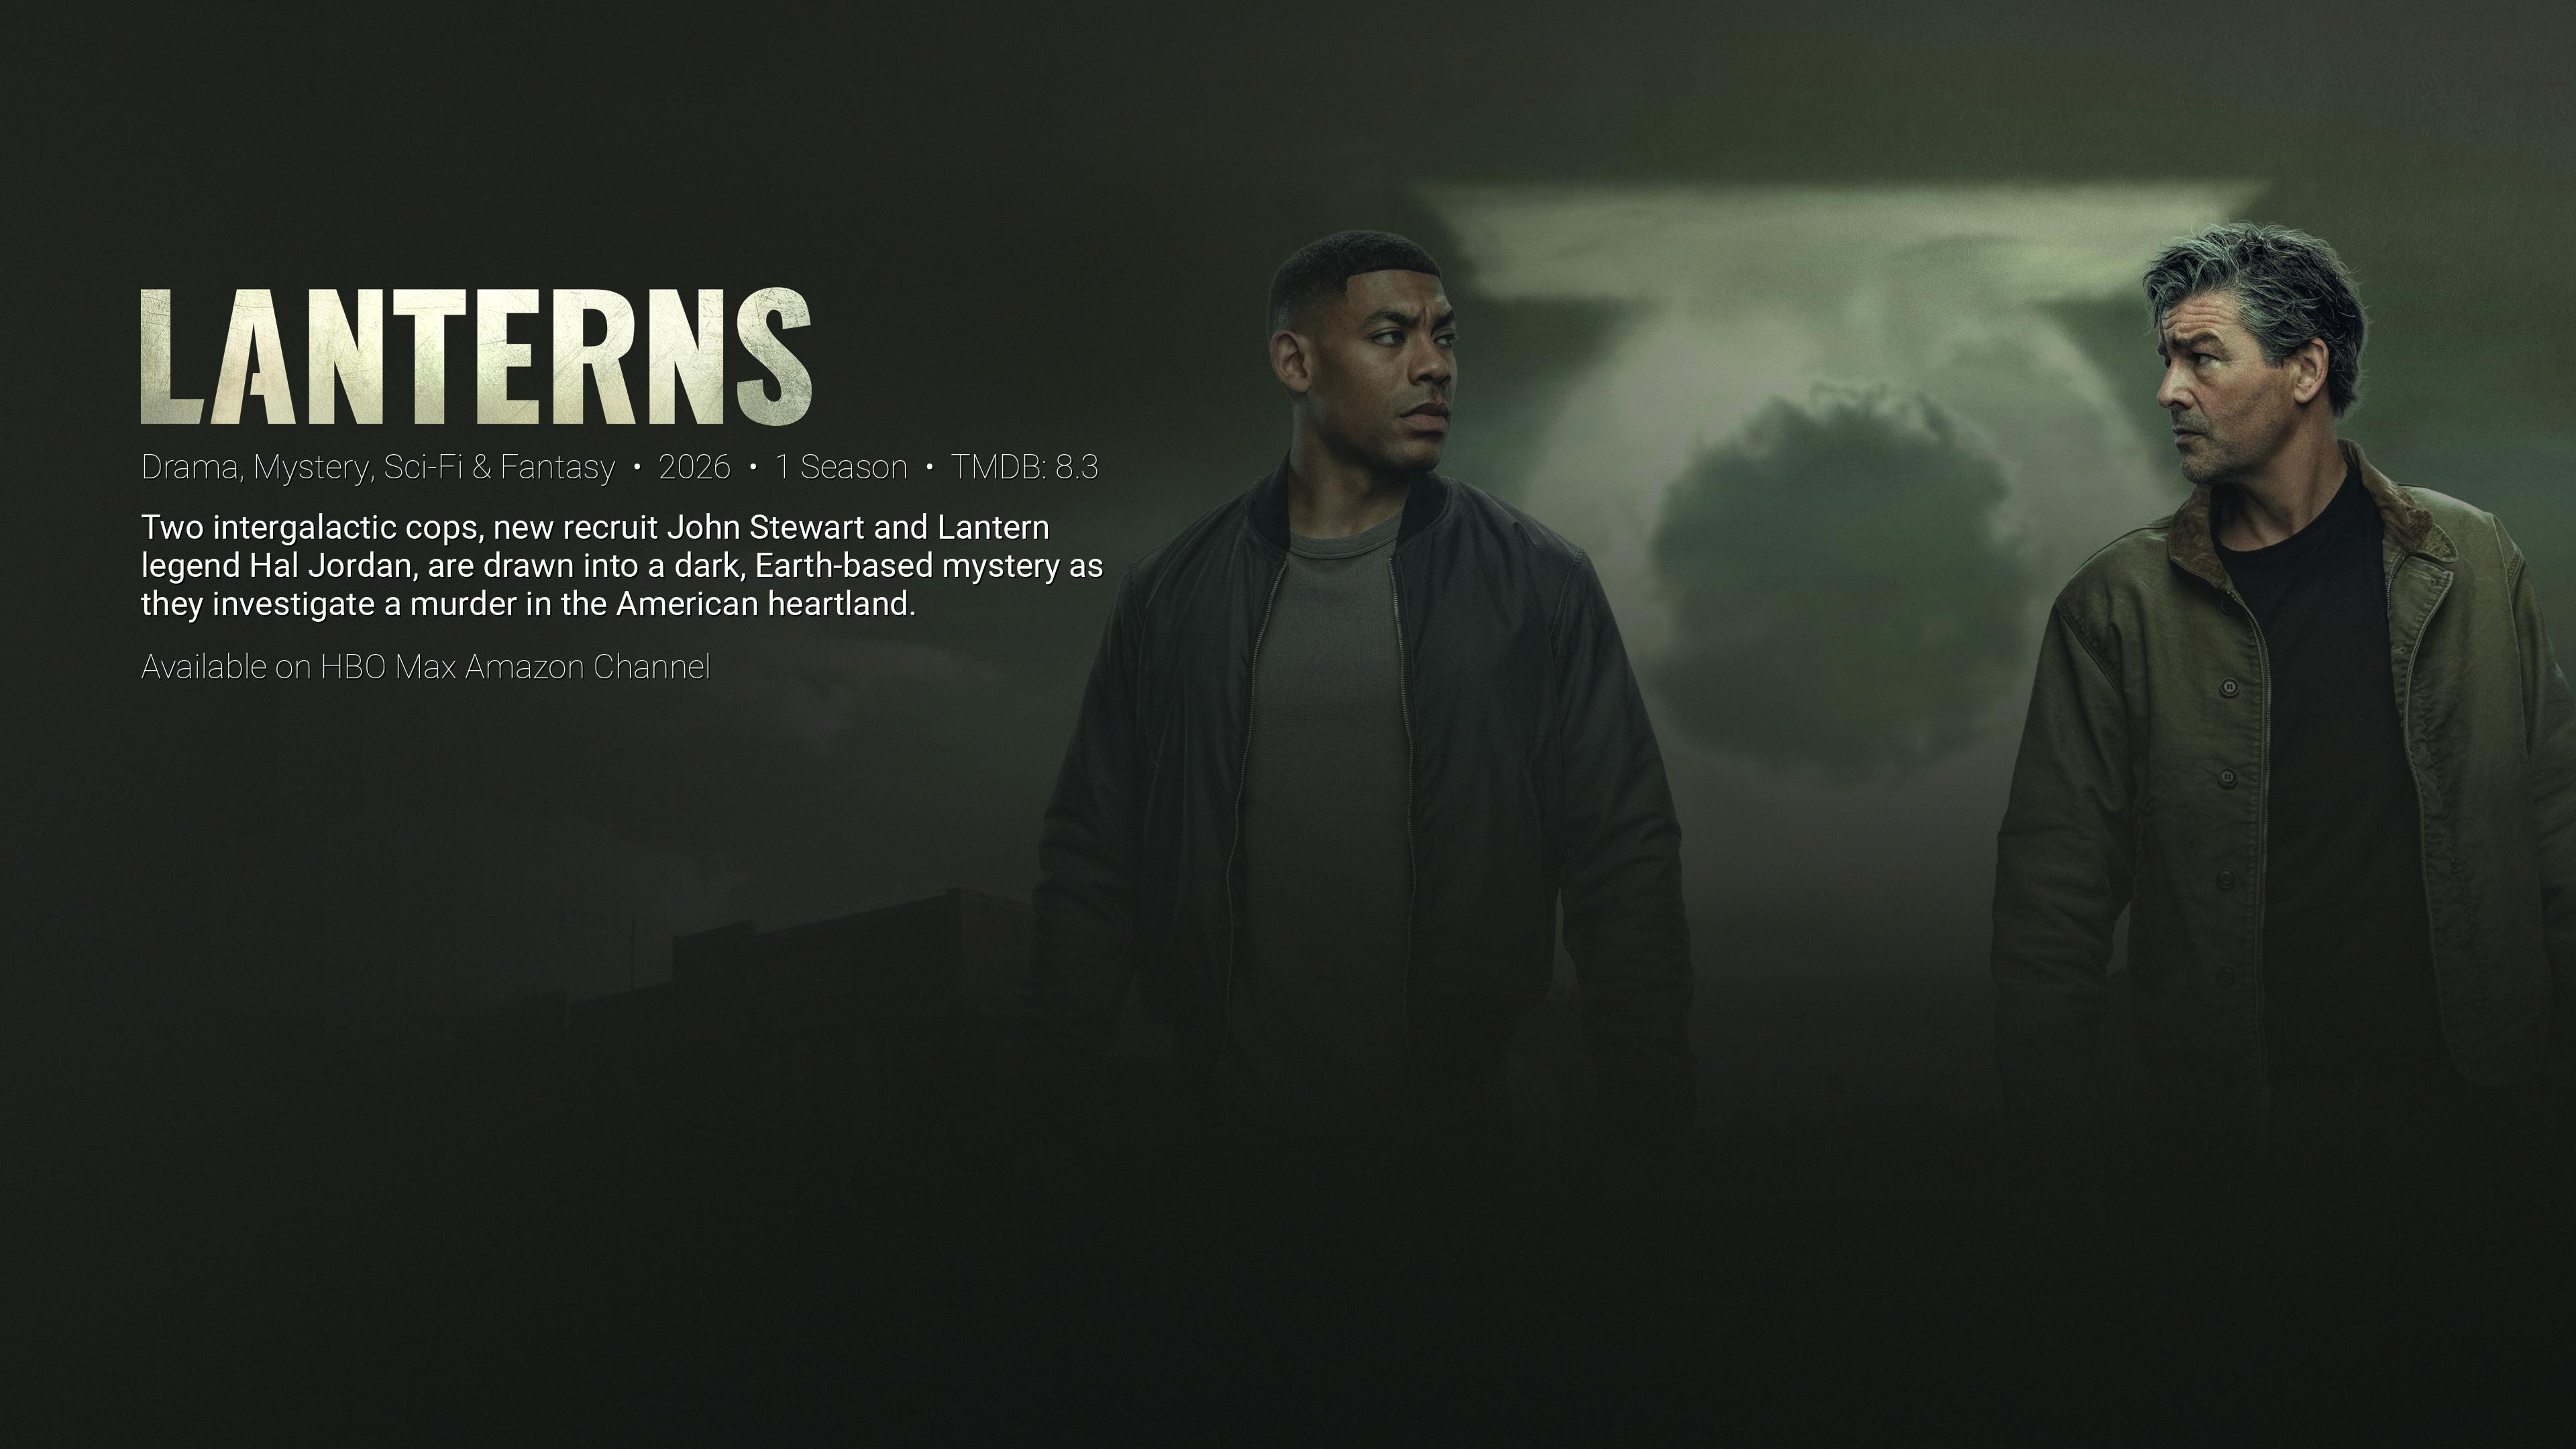 LANTERNS
Drama, Mystery, Sci-Fi & Fantasy • 2026 • 1 Season • TMDB: 8.3
Two intergalactic cops, new recruit John Stewart and Lantern
legend Hal Jordan, are drawn into a dark, Earth-based mystery as
they investigate a murder in the American heartland.
Available on HBO Max Amazon Channel